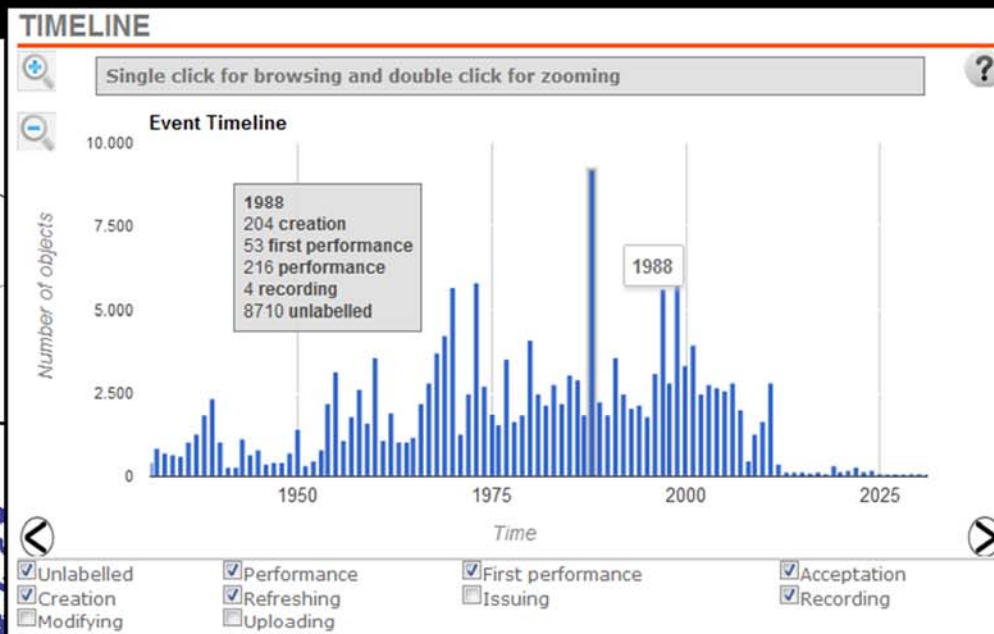 TIMELINE
Single click for browsing and double click for zooming
?
Event Timeline
10.000
7.500
5.000
2.500
0
Number of objects
1988
204 creation
53 first performance
216 performance
4 recording
8710 unlabelled
1988
1950 1975 2000 2025
Time
Unlabelled Performance First performance Acceptation
Creation Refreshing Issuing Recording
Modifying Uploading